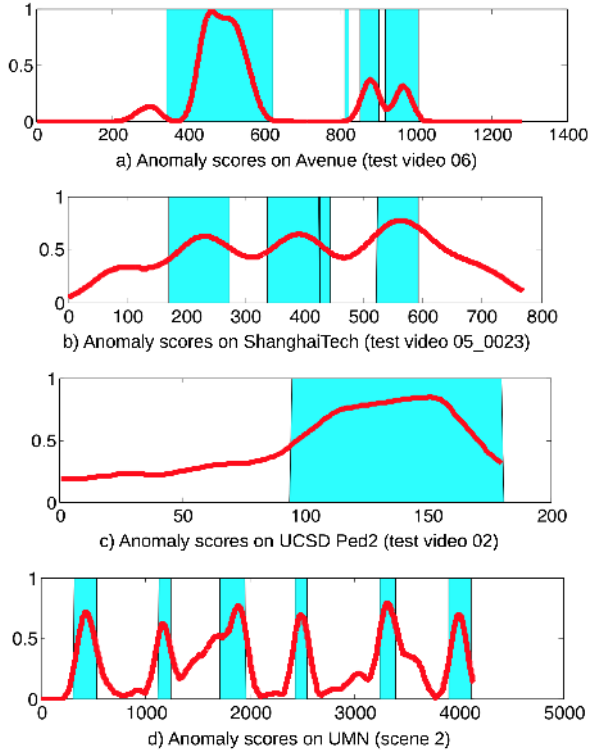 1
0.5
0
0 200 400 600 800 1000 1200 1400
a) Anomaly scores on Avenue (test video 06)
1
0.5
0
0 100 200 300 400 500 600 700 800
b) Anomaly scores on ShanghaiTech (test video 05_0023)
1
0.5
0
0 50 100 150 200
c) Anomaly scores on UCSD Ped2 (test video 02)
1
0.5
0
0 1000 2000 3000 4000 5000
d) Anomaly scores on UMN (scene 2)